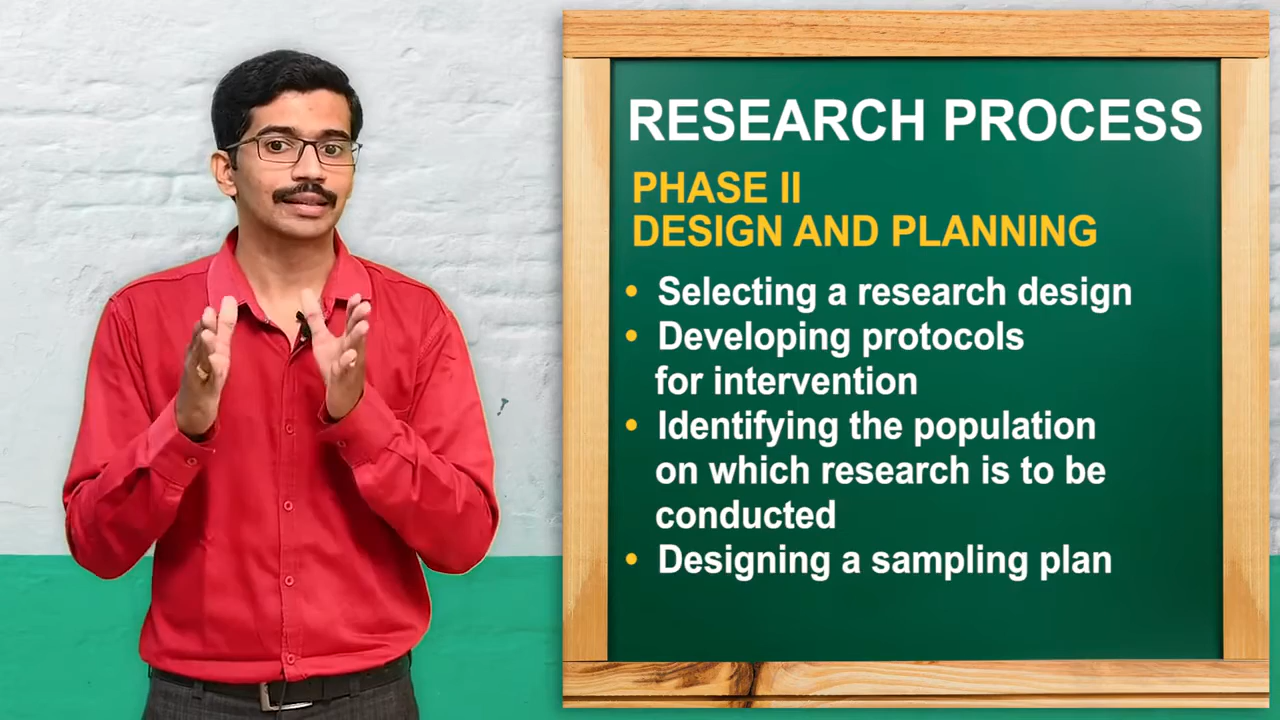 RESEARCH PROCESS
PHASE II
DESIGN AND PLANNING
• Selecting a research design
• Developing protocols
for intervention
• Identifying the population
on which research is to be
conducted
• Designing a sampling plan